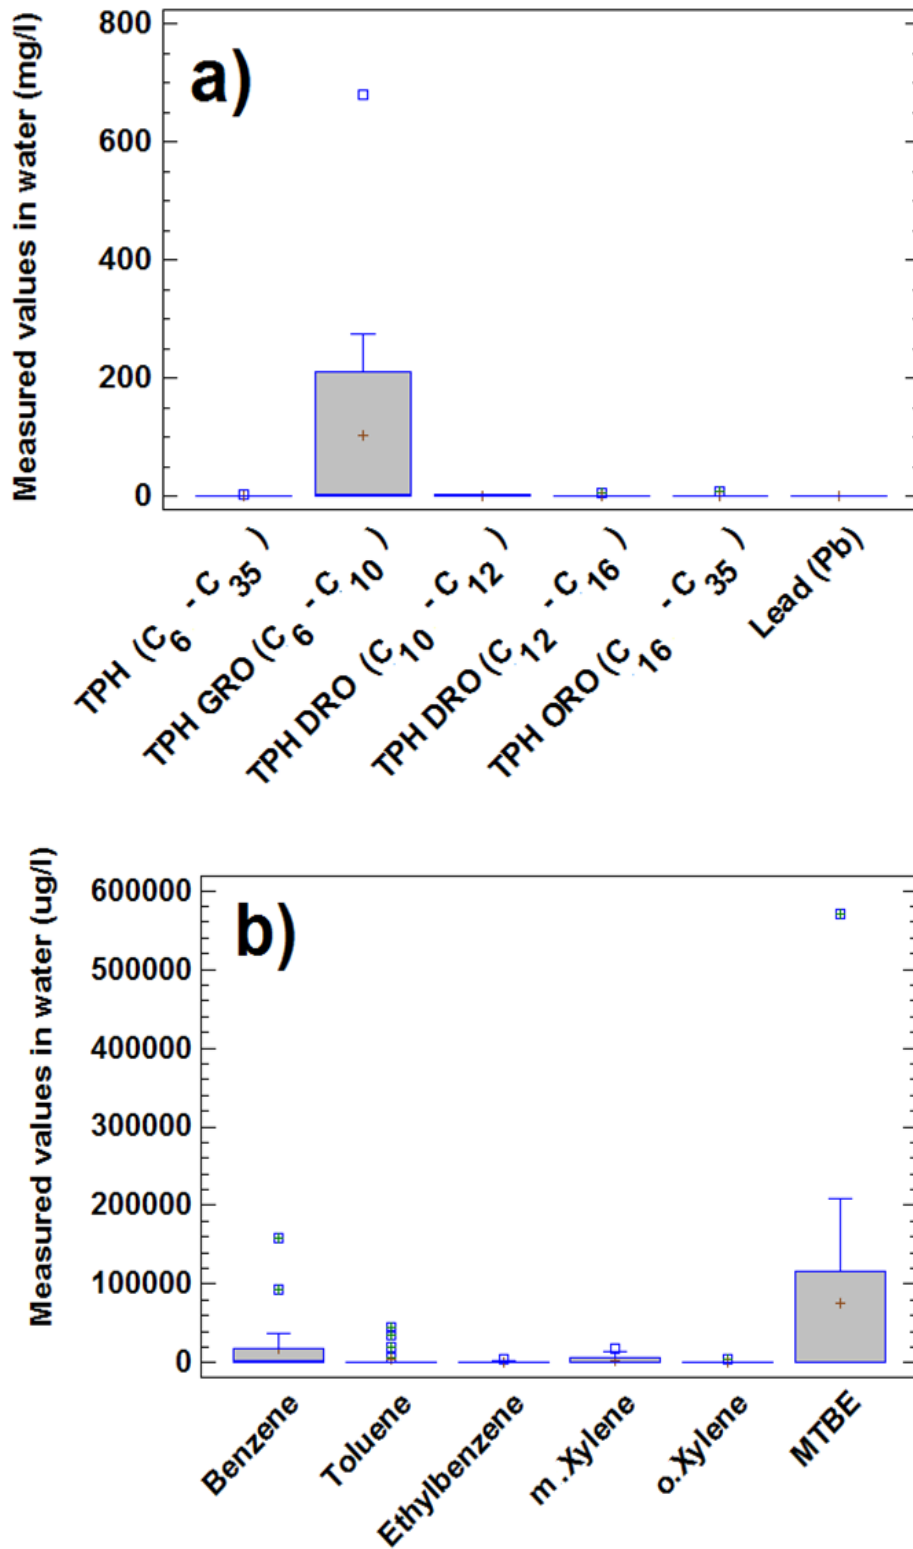 a)
Measured values in water (mg/l)
800
600
400
200
0
TPH (C6 - C35)
TPH GRO (C6 - C10)
TPH DRO (C10 - C12)
TPH DRO (C12 - C16)
TPH ORO (C16 - C35)
Lead (Pb)
b)
Measured values in water (ug/l)
600000
500000
400000
300000
200000
100000
0
Benzene
Toluene
Ethylbenzene
m.Xylene
o.Xylene
MTBE